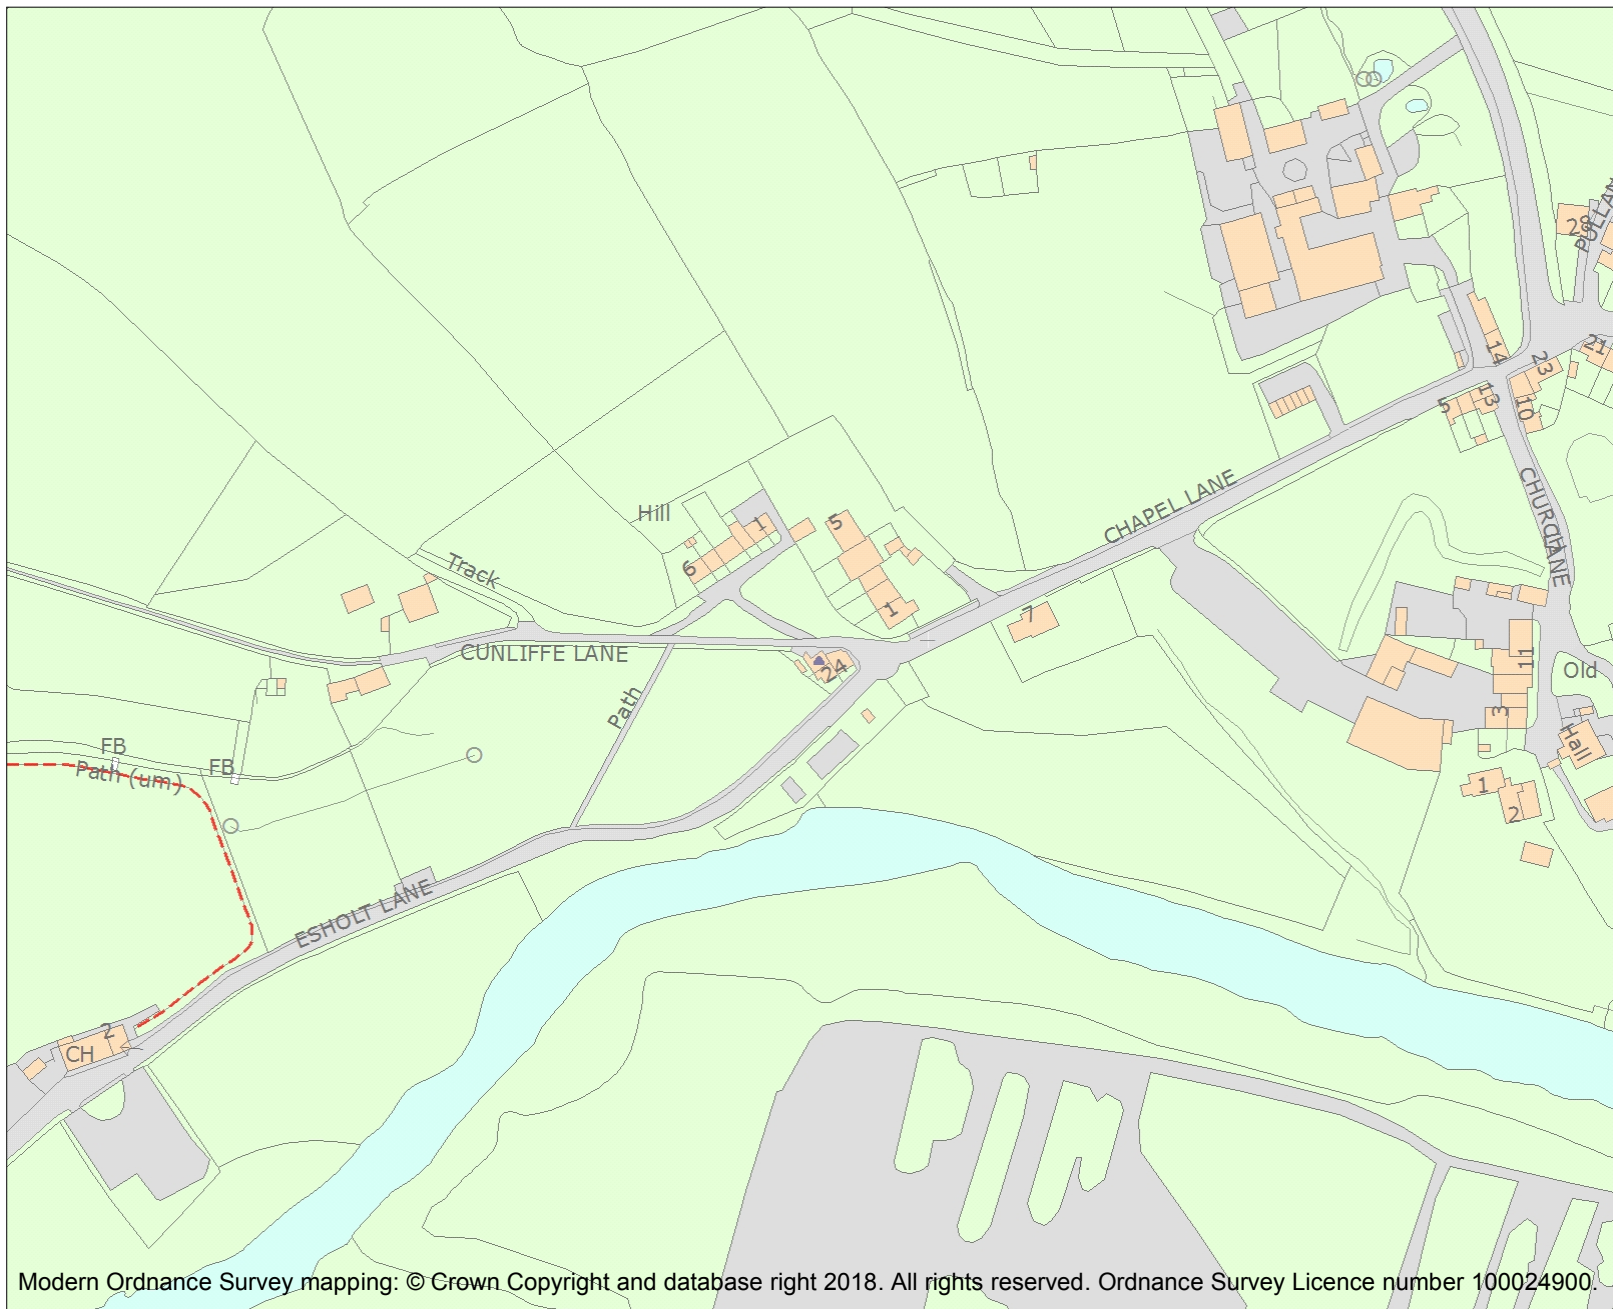 28
PULLAN
21
14
23
13
5
10
CHAPEL LANE
CHURCH
LANE
Hill
1
5
6
Track
1
7
CUNLIFFE LANE
24
Path
11
Old
3
Hall
FB
FB
Path (um)
1
2
ESHOLT LANE
2
CH
Modern Ordnance Survey mapping: © Crown Copyright and database right 2018. All rights reserved. Ordnance Survey Licence number 100024900.